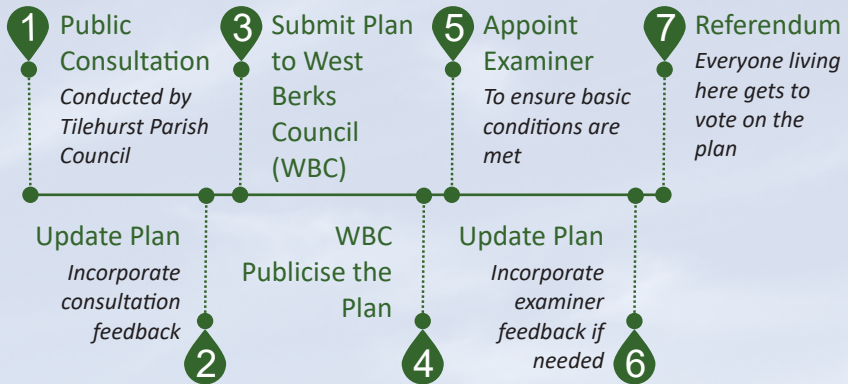 1
Public
Consultation
Conducted by
Tilehurst Parish
Council
2
Update Plan
Incorporate
consultation
feedback
3
Submit Plan
to West
Berks
Council
(WBC)
4
WBC
Publicise the
Plan
5
Appoint
Examiner
To ensure basic
conditions are
met
6
Update Plan
Incorporate
examiner
feedback if
needed
7
Referendum
Everyone living
here gets to
vote on the
plan